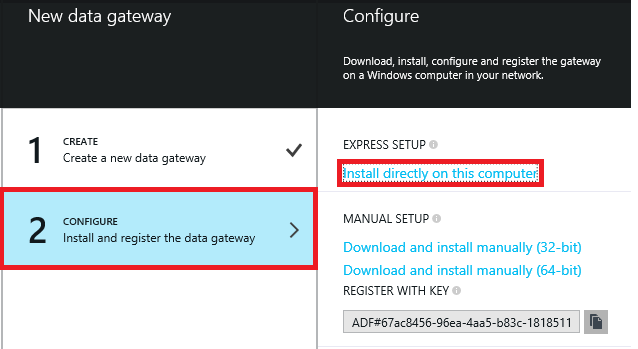 New data gateway
1 CREATE
Create a new data gateway
2 CONFIGURE
Install and register the data gateway
Configure
Download, install, configure and register the gateway
on a Windows computer in your network.
EXPRESS SETUP
Install directly on this computer
MANUAL SETUP
Download and install manually (32-bit)
Download and install manually (64-bit)
REGISTER WITH KEY
ADF#67ac8456-96ea-4aa5-b83c-1818511